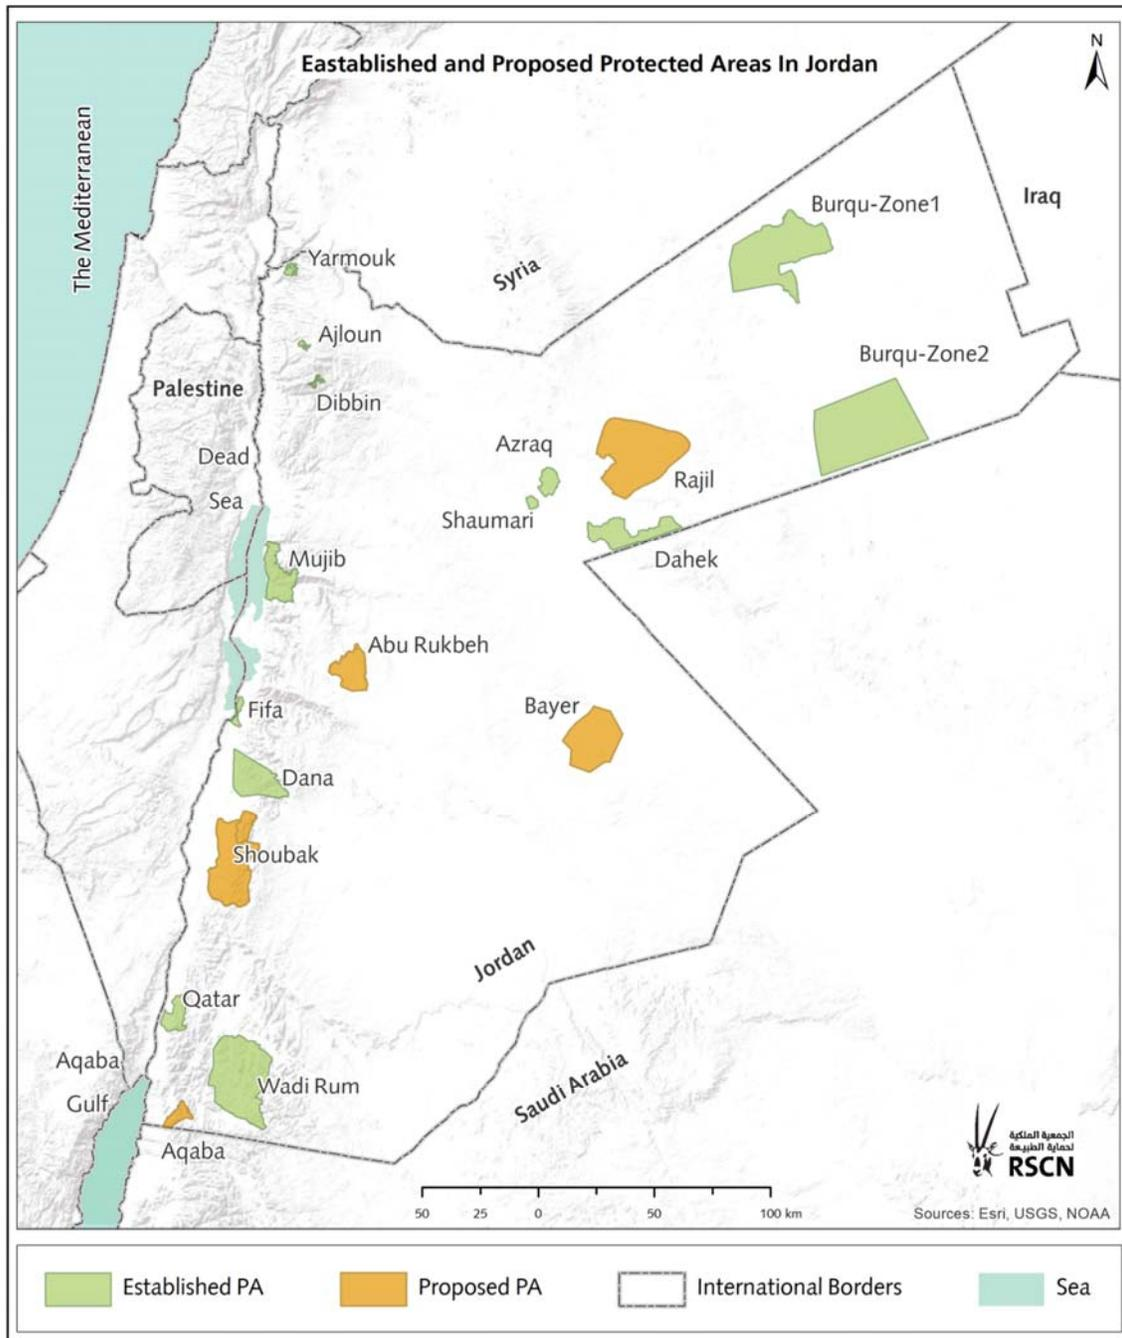 Eastablished and Proposed Protected Areas In Jordan
N
The Mediterranean
Burqu-Zone1
Iraq
Yarmouk
Syria
Ajloun
Burqu-Zone2
Palestine
Dibbin
Azraq
Dead
Sea
Rajil
Shaumari
Mujib
Dahek
Abu Rukbeh
Bayer
Fifa
Dana
Shoubak
Jordan
Qatar
Aqaba
Gulf
Wadi Rum
Saudi Arabia
Aqaba
الجمعية الملكية
لحماية الطبيعة
RSCN
50 25 0 50 100 km
Sources: Esri, USGS, NOAA
Established PA
Proposed PA
International Borders
Sea